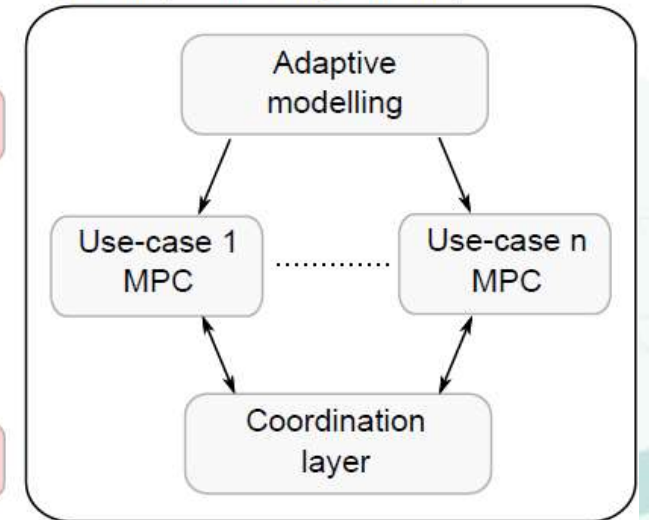 Adaptive
modelling
Use-case 1
MPC
Use-case n
MPC
Coordination
layer